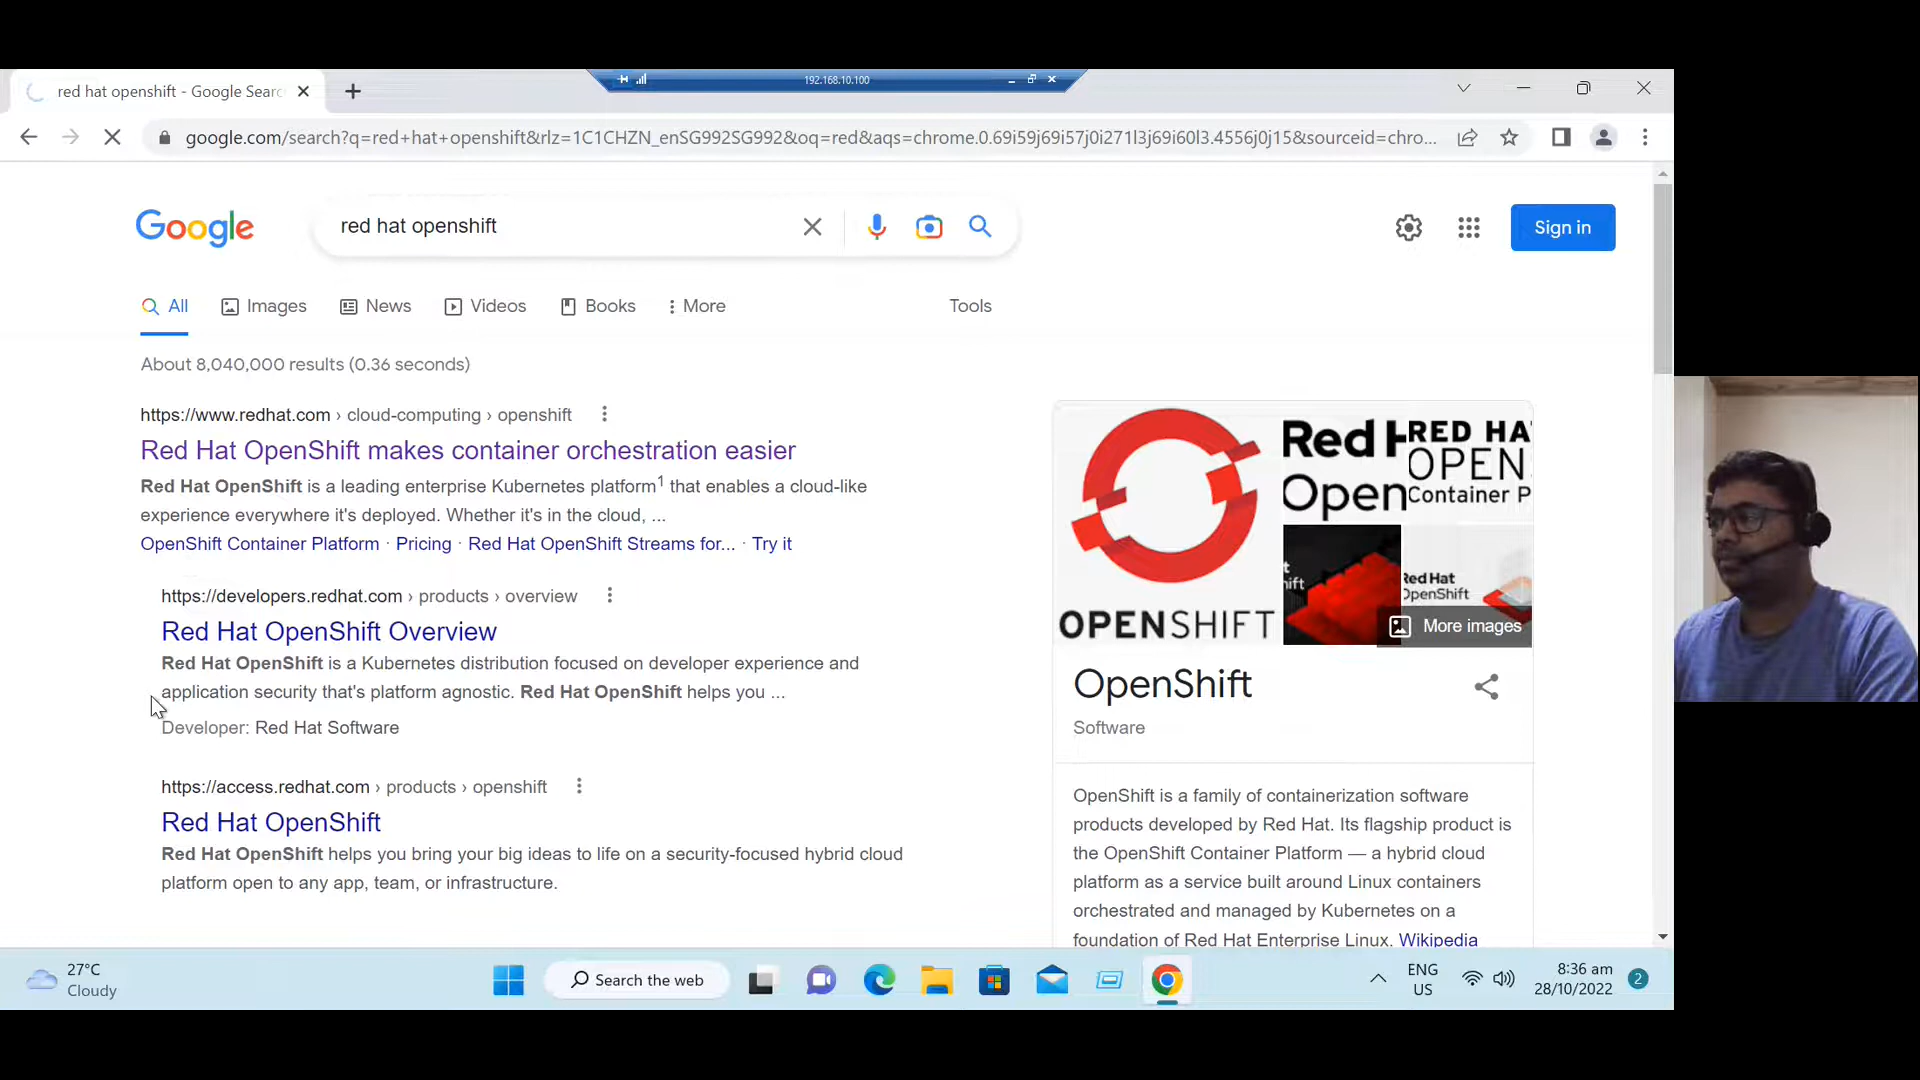 red hat openshift - Google Searc
192.168.10.100
google.com/search?q=red+hat+openshift&rlz=1C1CHZN_enSG992SG992&oq=red&aqs=chrome.0.69i59j69i57j0i271l3j69i60l3.4556j0j15&sourceid=chro...
Google
red hat openshift
Sign in
All
Images
News
Videos
Books
More
Tools
About 8,040,000 results (0.36 seconds)
https://www.redhat.com › cloud-computing › openshift
Red Hat OpenShift makes container orchestration easier
Red Hat OpenShift is a leading enterprise Kubernetes platform¹ that enables a cloud-like
experience everywhere it's deployed. Whether it's in the cloud, ...
OpenShift Container Platform · Pricing · Red Hat OpenShift Streams for... · Try it
https://developers.redhat.com › products › overview
Red Hat OpenShift Overview
Red Hat OpenShift is a Kubernetes distribution focused on developer experience and
application security that's platform agnostic. Red Hat OpenShift helps you ...
Developer: Red Hat Software
https://access.redhat.com › products › openshift
Red Hat OpenShift
Red Hat OpenShift helps you bring your big ideas to life on a security-focused hybrid cloud
platform open to any app, team, or infrastructure.
OPENSHIFT
Red H
Open
RED HA
OPEN
Container P
t
hift
Red Hat
OpenShift
More images
OpenShift
Software
OpenShift is a family of containerization software
products developed by Red Hat. Its flagship product is
the OpenShift Container Platform — a hybrid cloud
platform as a service built around Linux containers
orchestrated and managed by Kubernetes on a
foundation of Red Hat Enterprise Linux. Wikipedia
27°C
Cloudy
Search the web
ENG
US
8:36 am
28/10/2022
2